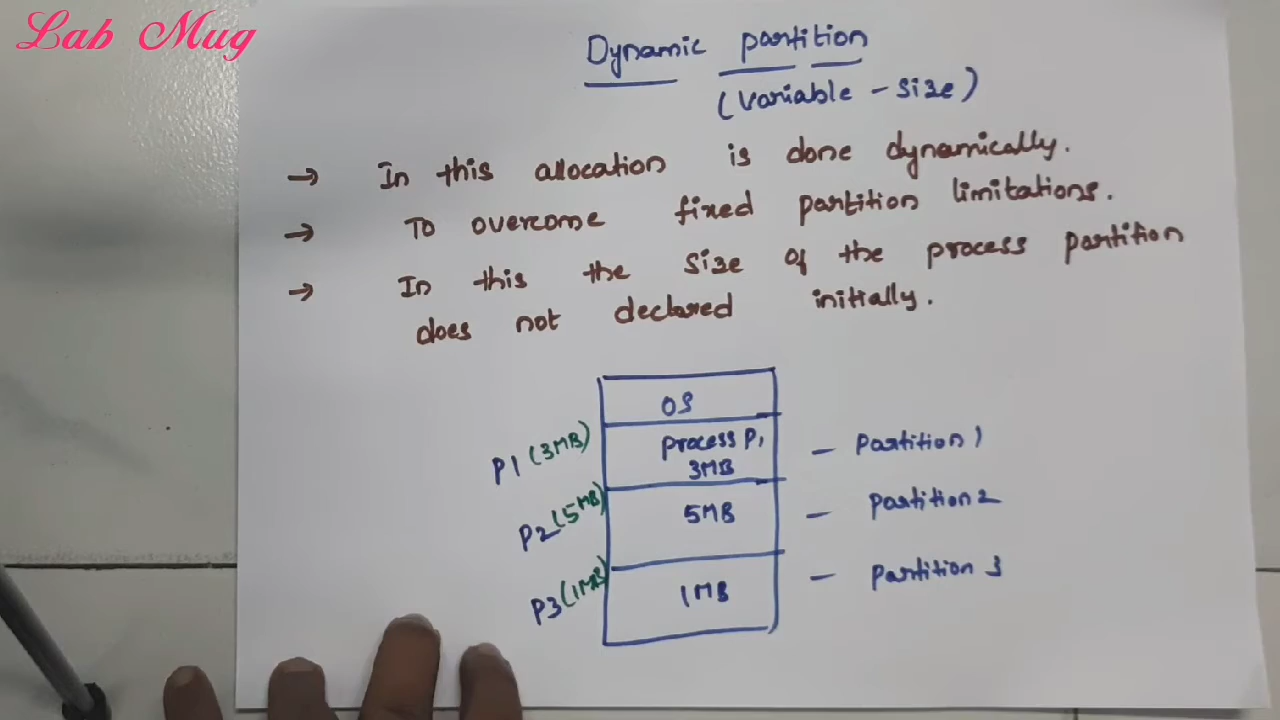 Lab Mug
Dynamic partition
(variable - size)
→ In this allocation is done dynamically.
→ To overcome fixed partition limitations.
→ In this the size of the process partition
does not declared initially.
OS
P1 (3MB) process P1 - Partition 1
3MB
P2 (5MB) 5MB - Partition 2
P3 (1MB) 1MB - Partition 3